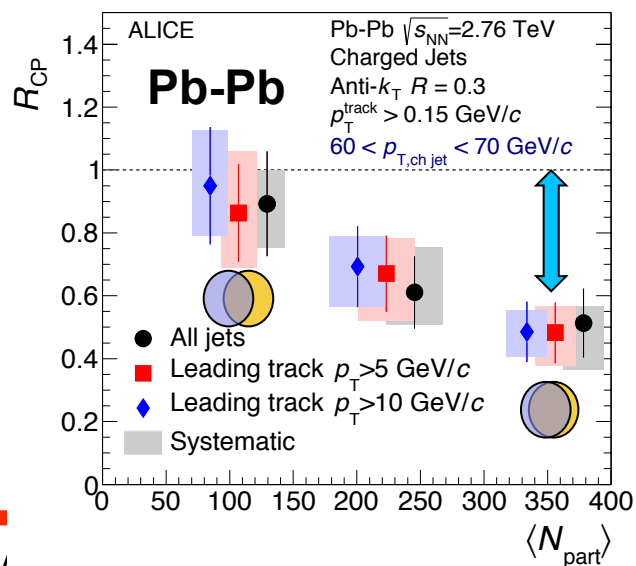 ALICE
Pb-Pb √sNN=2.76 TeV
Charged Jets
Pb-Pb
Anti-kT R = 0.3
pTtrack > 0.15 GeV/c
60 < pT,ch jet < 70 GeV/c
RCP
1.4
1.2
1
0.8
0.6
0.4
0.2
0
All jets
Leading track pT>5 GeV/c
Leading track pT>10 GeV/c
Systematic
0 50 100 150 200 250 300 350 400
⟨Npart⟩